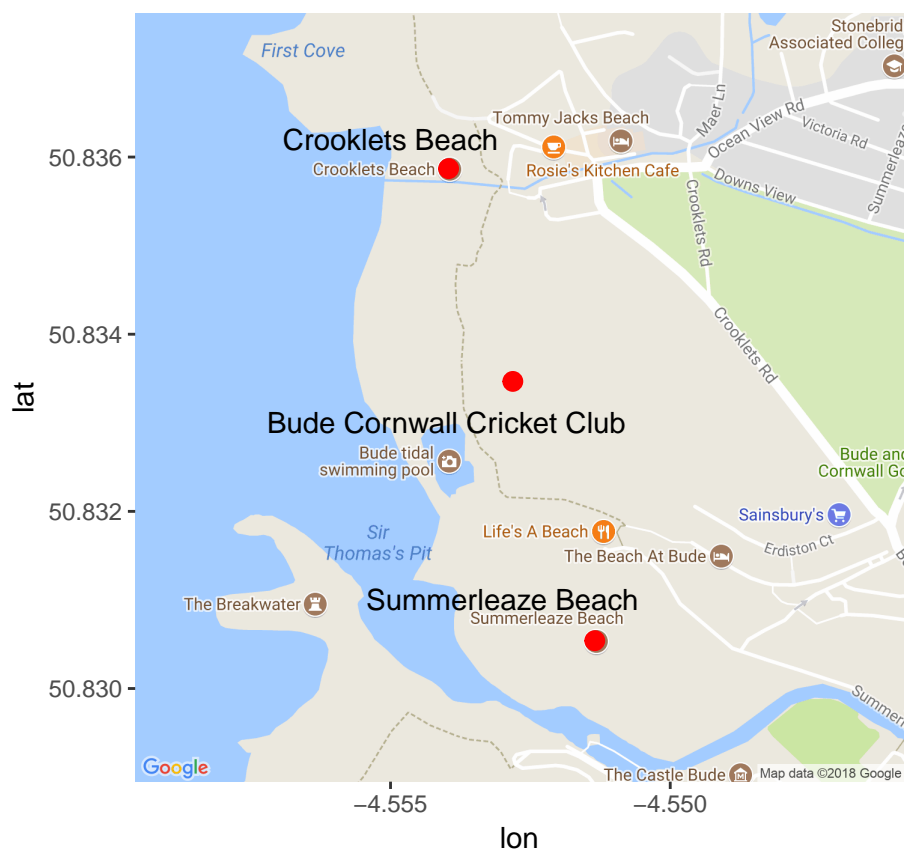 First Cove
Stonebrid
Associated Colleg
Maer Ln
Ocean View Rd
Victoria Rd
Summerleaze
Tommy Jacks Beach
Crooklets Beach
Crooklets Beach
Rosie's Kitchen Cafe
Downs View
Crooklets Rd
50.836
50.834
Crooklets Rd
lat
Bude Cornwall Cricket Club
Bude tidal
swimming pool
Bude and
Cornwall Go
50.832
Sainsbury's
Sir
Thomas's Pit
Life's A Beach
Erdiston Ct
The Beach At Bude
Ba
Summerleaze Beach
The Breakwater
Summerleaze Beach
50.830
Summerl
Google
The Castle Bude
Map data ©2018 Google
−4.555
−4.550
lon